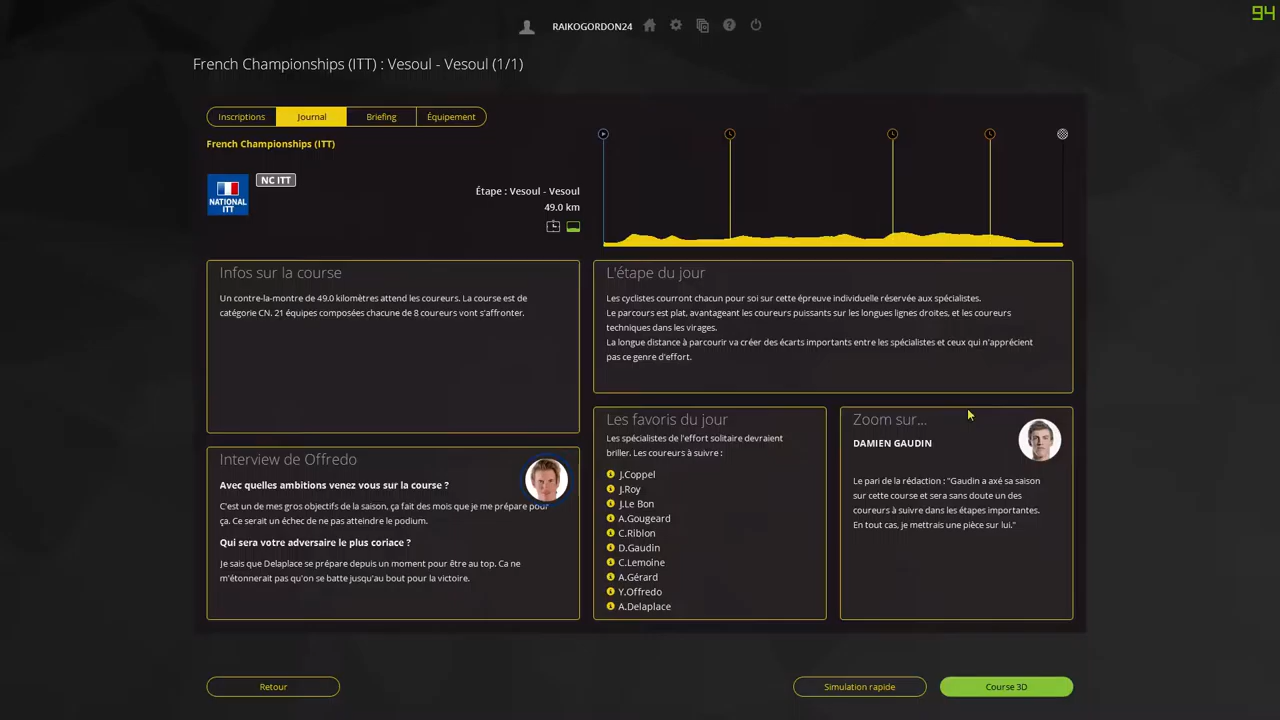 94
RAIKOGORDON24
French Championships (ITT) : Vesoul - Vesoul (1/1)
Inscriptions
Journal
Briefing
Équipement
French Championships (ITT)
NATIONAL
ITT
NC ITT
Étape : Vesoul - Vesoul
49.0 km
Infos sur la course
Un contre-la-montre de 49.0 kilomètres attend les coureurs. La course est de
catégorie CN. 21 équipes composées chacune de 8 coureurs vont s'affronter.
L'étape du jour
Les cyclistes courront chacun pour soi sur cette épreuve individuelle réservée aux spécialistes.
Le parcours est plat, avantageant les coureurs puissants sur les longues lignes droites, et les coureurs
techniques dans les virages.
La longue distance à parcourir va créer des écarts importants entre les spécialistes et ceux qui n'apprécient
pas ce genre d'effort.
Interview de Offredo
Avec quelles ambitions venez vous sur la course ?
C'est un de mes gros objectifs de la saison, ça fait des mois que je me prépare pour
ça. Ce serait un échec de ne pas atteindre le podium.
Qui sera votre adversaire le plus coriace ?
Je sais que Delaplace se prépare depuis un moment pour être au top. Ca ne
m'étonnerait pas qu'on se batte jusqu'au bout pour la victoire.
Les favoris du jour
Les spécialistes de l'effort solitaire devraient
briller. Les coureurs à suivre :
J.Coppel
J.Roy
J.Le Bon
A.Gougeard
C.Riblon
D.Gaudin
C.Lemoine
A.Gérard
Y.Offredo
A.Delaplace
Zoom sur...
DAMIEN GAUDIN
Le pari de la rédaction : "Gaudin a axé sa saison
sur cette course et sera sans doute un des
coureurs à suivre dans les étapes importantes.
En tout cas, je mettrais une pièce sur lui."
Retour
Simulation rapide
Course 3D